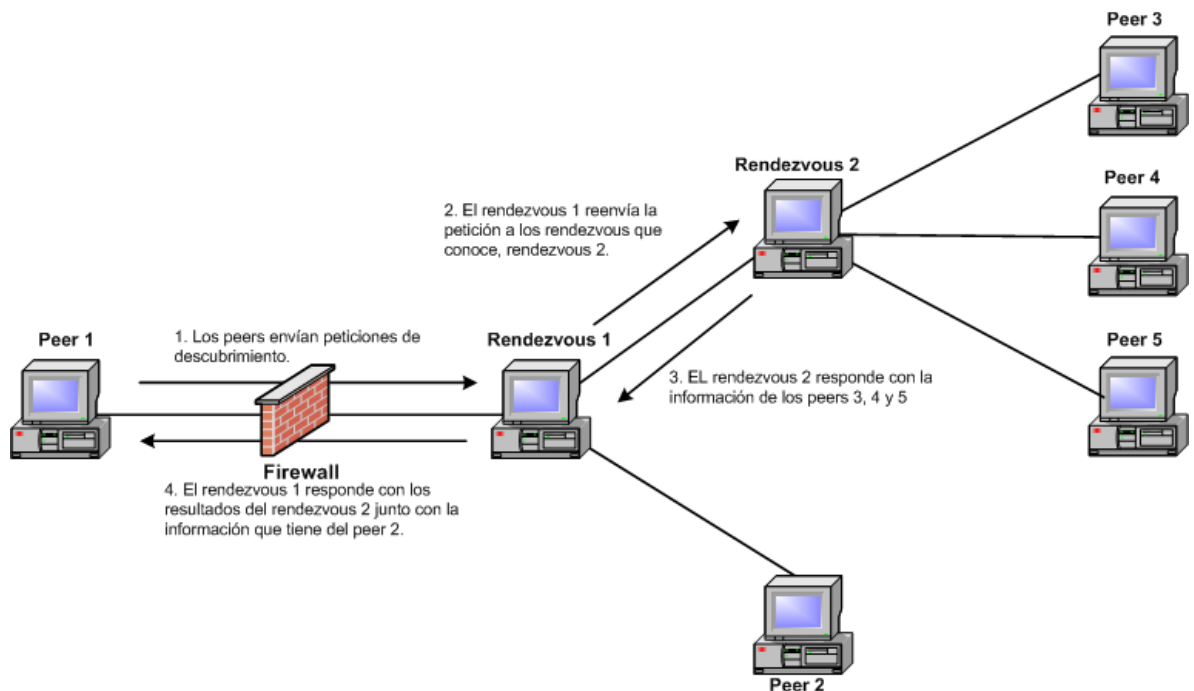 Peer 3
Rendezvous 2
Peer 4
2. El rendezvous 1 reenvía la
petición a los rendezvous que
conoce, rendezvous 2.
Peer 1
1. Los peers envían peticiones de
descubrimiento.
Rendezvous 1
Peer 5
3. EL rendezvous 2 responde con la
información de los peers 3, 4 y 5
Firewall
4. El rendezvous 1 responde con los
resultados del rendezvous 2 junto con la
información que tiene del peer 2.
Peer 2